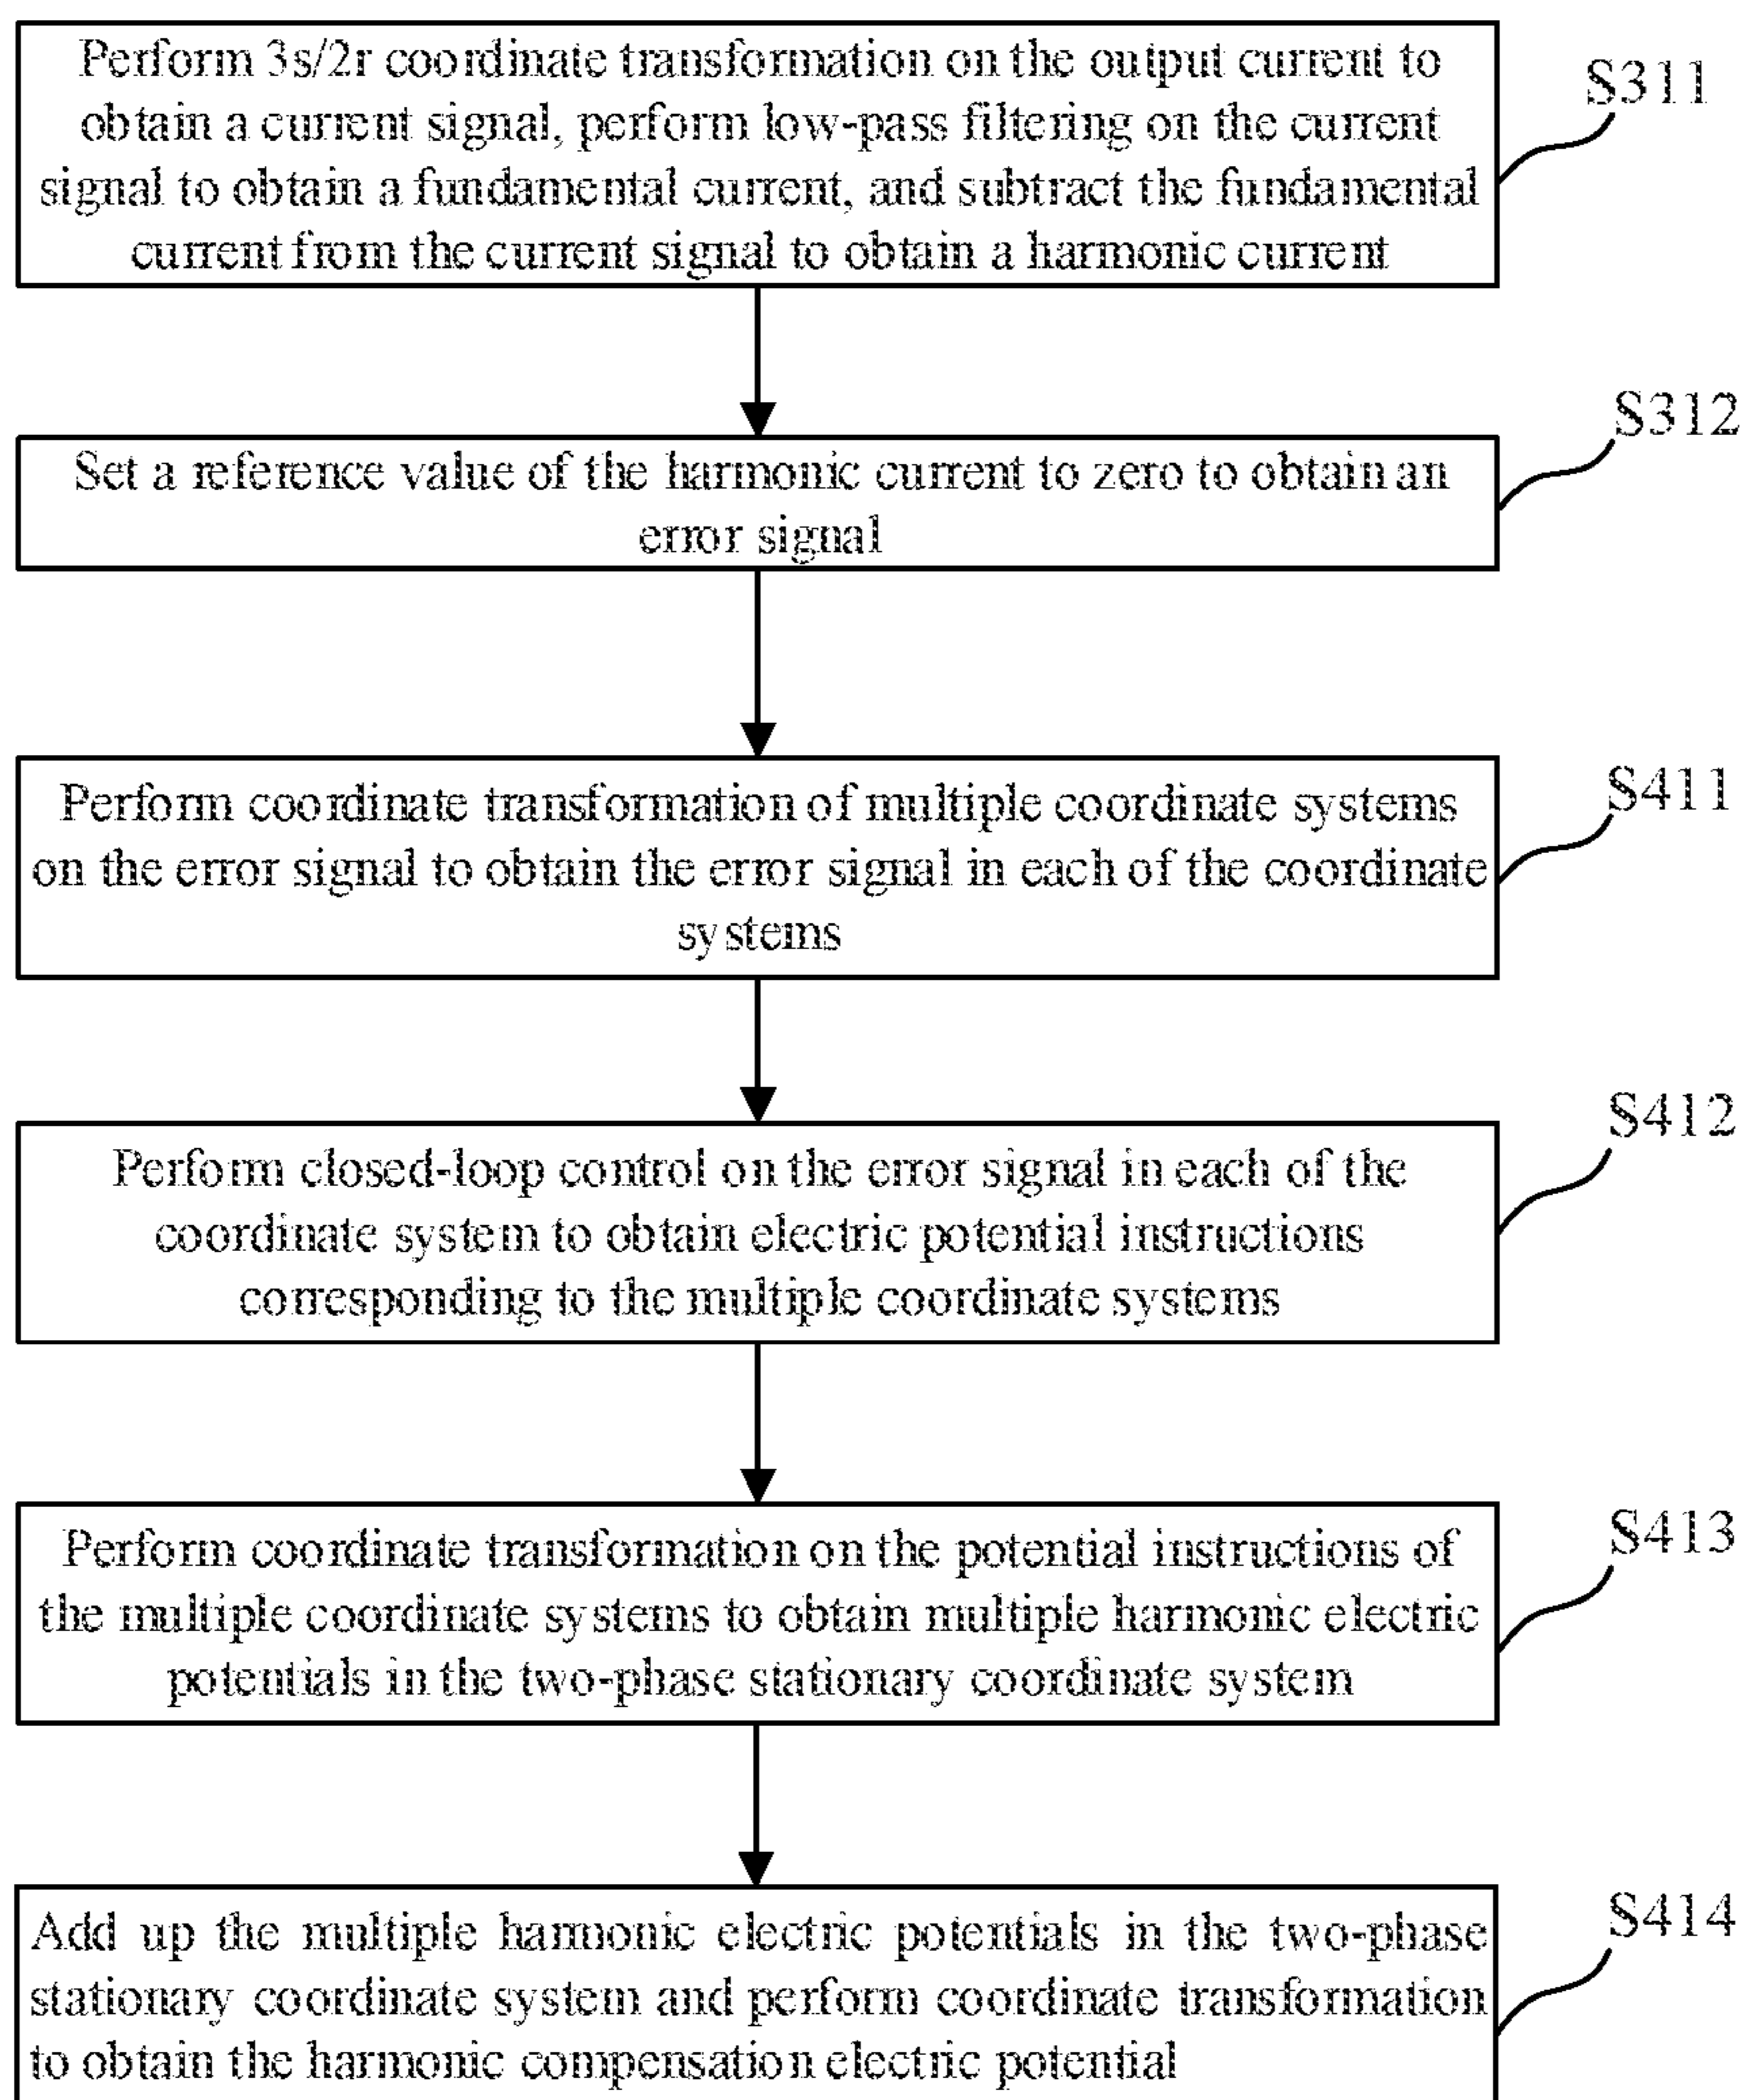 Perform 3s/2r coordinate transformation on the output current to
obtain a current signal, perform low-pass filtering on the current
signal to obtain a fundamental current, and subtract the fundamental
current from the current signal to obtain a harmonic current
S311
Set a reference value of the harmonic current to zero to obtain an
error signal
S312
Perform coordinate transformation of multiple coordinate systems
on the error signal to obtain the error signal in each of the coordinate
systems
S411
Perform closed-loop control on the error signal in each of the
coordinate system to obtain electric potential instructions
corresponding to the multiple coordinate systems
S412
Perform coordinate transformation on the potential instructions of
the multiple coordinate systems to obtain multiple harmonic electric
potentials in the two-phase stationary coordinate system
S413
Add up the multiple harmonic electric potentials in the two-phase
stationary coordinate system and perform coordinate transformation
to obtain the harmonic compensation electric potential
S414